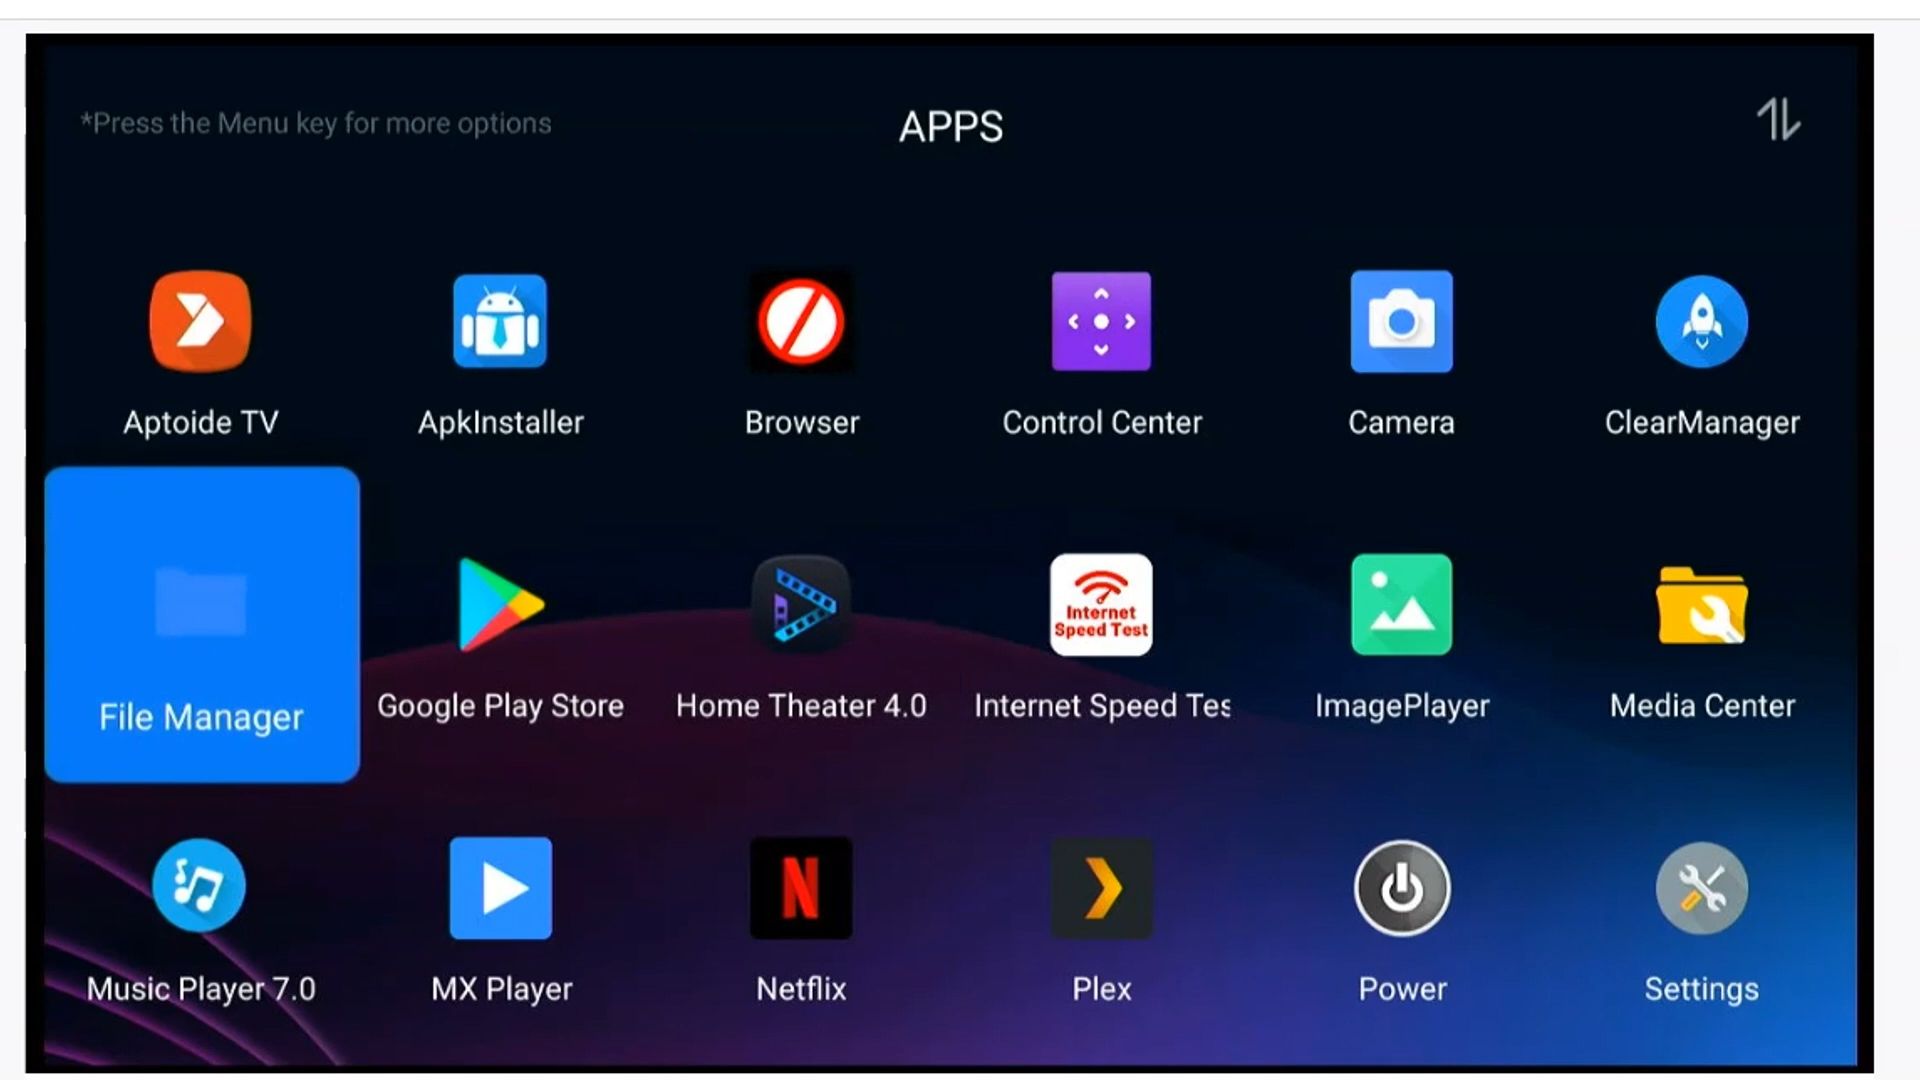 *Press the Menu key for more options
APPS
Aptoide TV
ApkInstaller
Browser
Control Center
Camera
ClearManager
Internet
Speed Test
File Manager
Google Play Store
Home Theater 4.0
Internet Speed Tes
ImagePlayer
Media Center
N
Music Player 7.0
MX Player
Netflix
Plex
Power
Settings